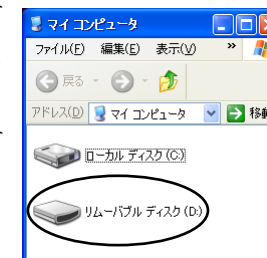 マイ コンピュータ
ファイル(F) 編集(E) 表示(V) »
戻る
アドレス(D) マイ コンピュータ 移動
ローカル ディスク (C:)
リムーバブル ディスク (D:)